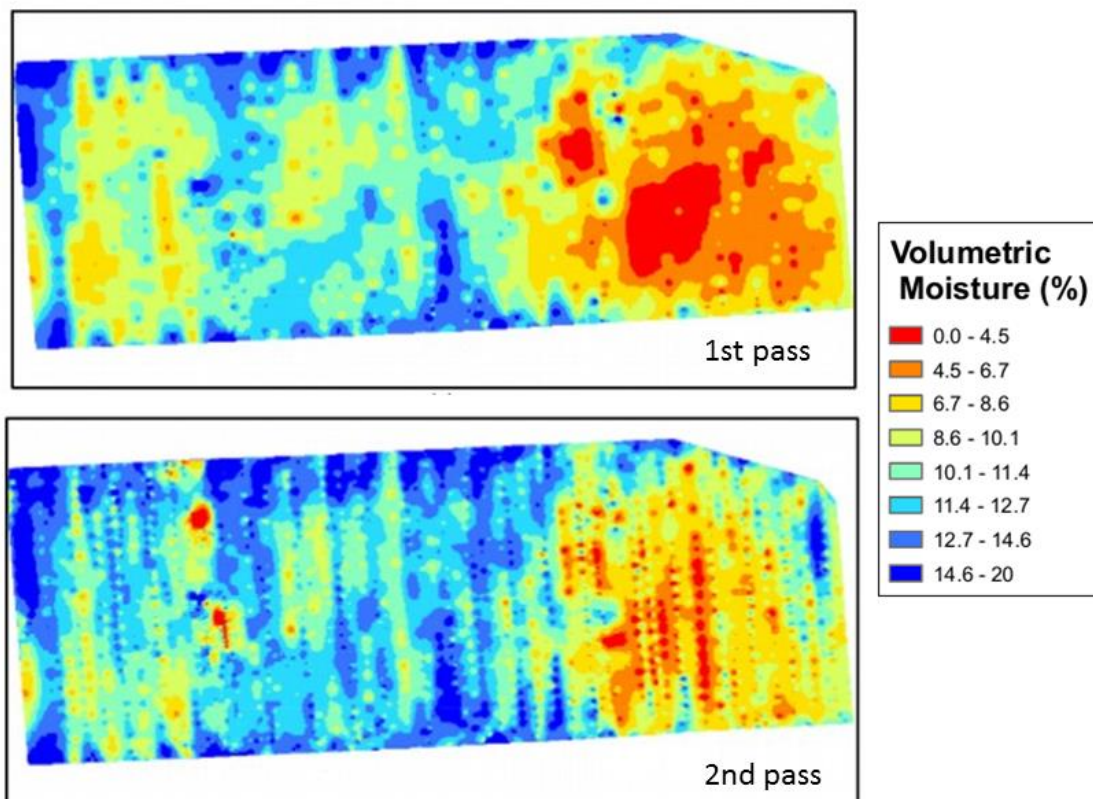 1st pass
2nd pass
Volumetric
Moisture (%)
0.0 - 4.5
4.5 - 6.7
6.7 - 8.6
8.6 - 10.1
10.1 - 11.4
11.4 - 12.7
12.7 - 14.6
14.6 - 20